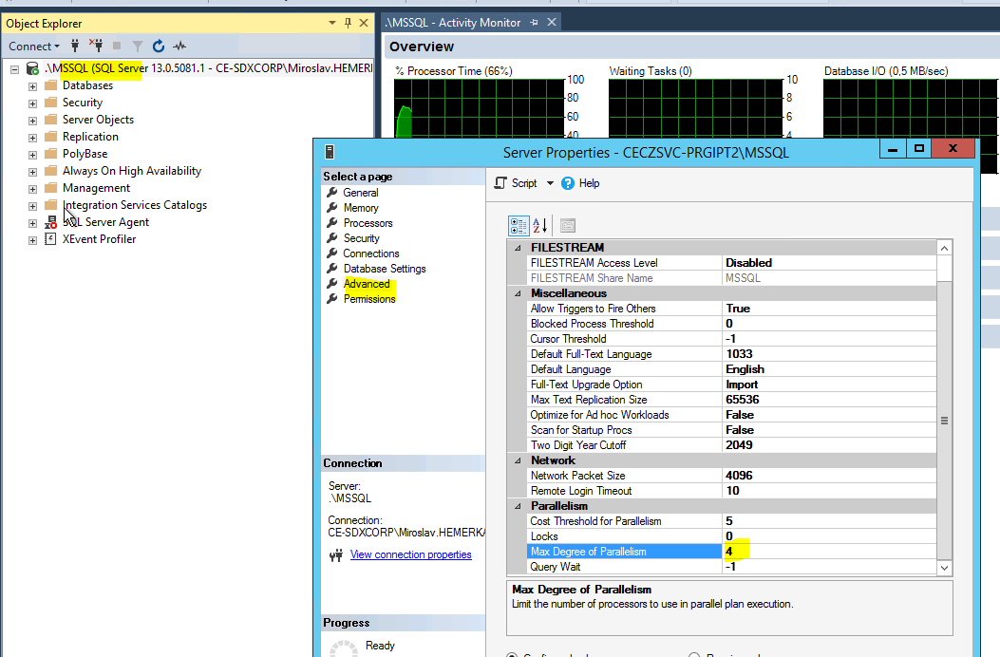 Object Explorer
Connect
.\MSSQL (SQL Server 13.0.5081.1 - CE-SDXCORP\Miroslav.HEMERK
Databases
Security
Server Objects
Replication
PolyBase
Always On High Availability
Management
Integration Services Catalogs
SQL Server Agent
XEvent Profiler
.\MSSQL - Activity Monitor
Overview
% Processor Time (66%)
100
80
60
40
Waiting Tasks (0)
10
8
6
4
Database I/O (0,5 MB/sec)
Server Properties - CECZSVC-PRGIPT2\MSSQL
Select a page
General
Memory
Processors
Security
Connections
Database Settings
Advanced
Permissions
Connection
Server:
.\MSSQL
Connection:
CE-SDXCORP\Miroslav.HEMERKA
View connection properties
Progress
Ready
Script
Help
FILESTREAM
FILESTREAM Access Level Disabled
FILESTREAM Share Name MSSQL
Miscellaneous
Allow Triggers to Fire Others True
Blocked Process Threshold 0
Cursor Threshold -1
Default Full-Text Language 1033
Default Language English
Full-Text Upgrade Option Import
Max Text Replication Size 65536
Optimize for Ad hoc Workloads False
Scan for Startup Procs False
Two Digit Year Cutoff 2049
Network
Network Packet Size 4096
Remote Login Timeout 10
Parallelism
Cost Threshold for Parallelism 5
Locks 0
Max Degree of Parallelism 4
Query Wait -1
Max Degree of Parallelism
Limit the number of processors to use in parallel plan execution.